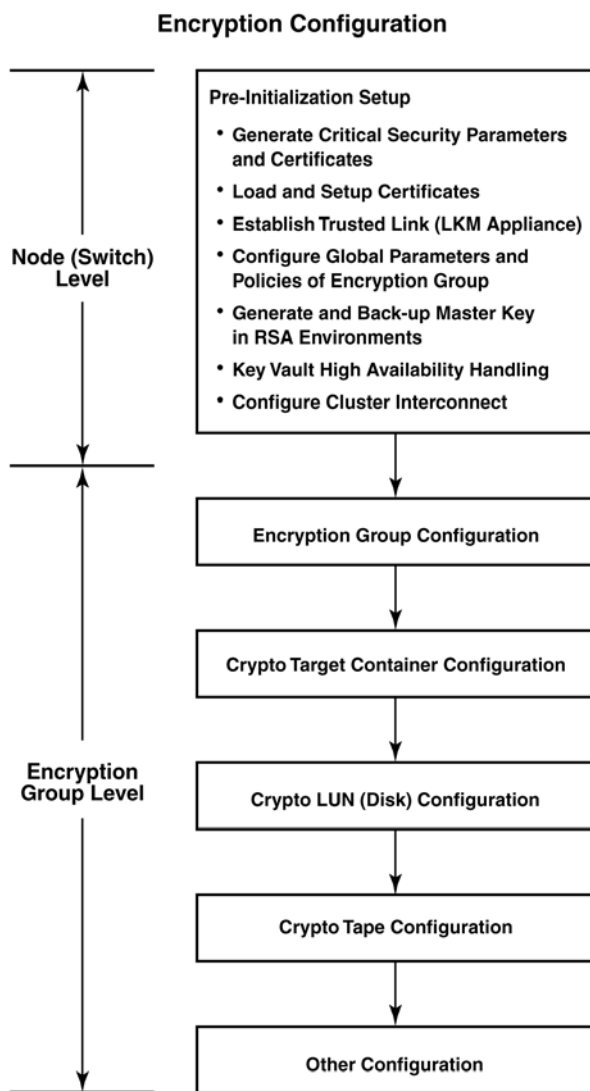 Encryption Configuration
Pre-Initialization Setup
• Generate Critical Security Parameters
and Certificates
• Load and Setup Certificates
• Establish Trusted Link (LKM Appliance)
• Configure Global Parameters and
Policies of Encryption Group
• Generate and Back-up Master Key
in RSA Environments
• Key Vault High Availability Handling
• Configure Cluster Interconnect
Node (Switch)
Level
Encryption Group Configuration
Crypto Target Container Configuration
Crypto LUN (Disk) Configuration
Crypto Tape Configuration
Other Configuration
Encryption
Group Level